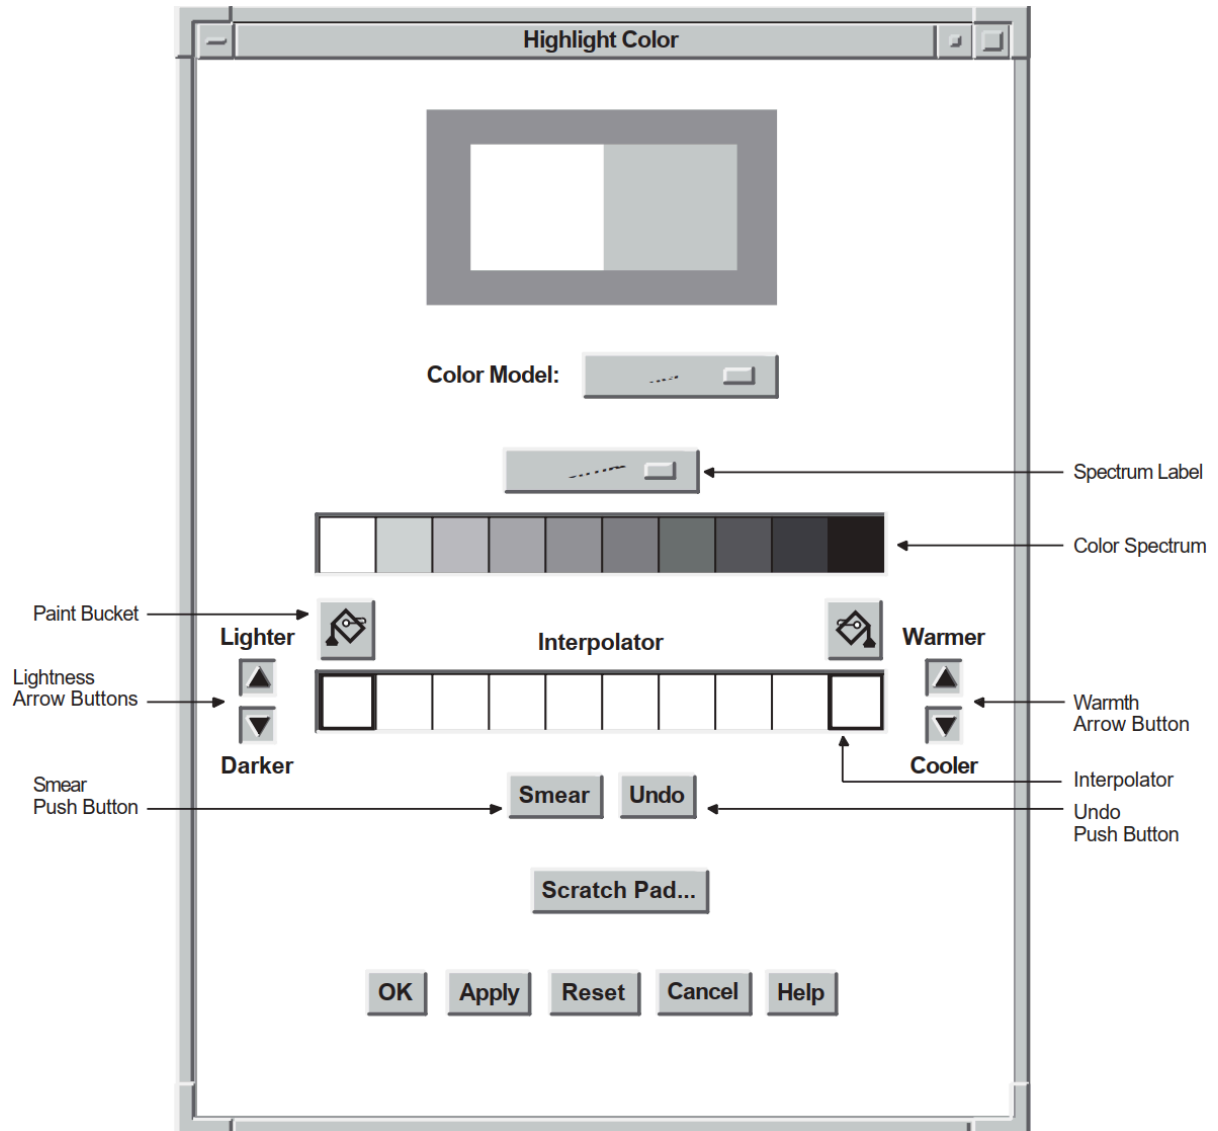 Highlight Color
Color Model:
Spectrum Label
Color Spectrum
Paint Bucket
Lighter
Interpolator
Warmer
Lightness
Arrow Buttons
Warmth
Arrow Button
Darker
Cooler
Interpolator
Smear
Push Button
Smear
Undo
Undo
Push Button
Scratch Pad...
OK
Apply
Reset
Cancel
Help